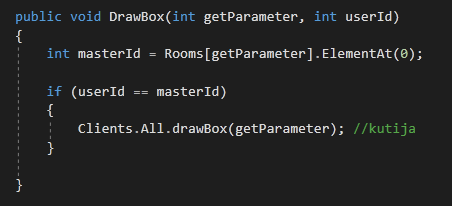 public void DrawBox(int getParameter, int userId)
{
int masterId = Rooms[getParameter].ElementAt(0);
if (userId == masterId)
{
Clients.All.drawBox(getParameter); //kutija
}
}